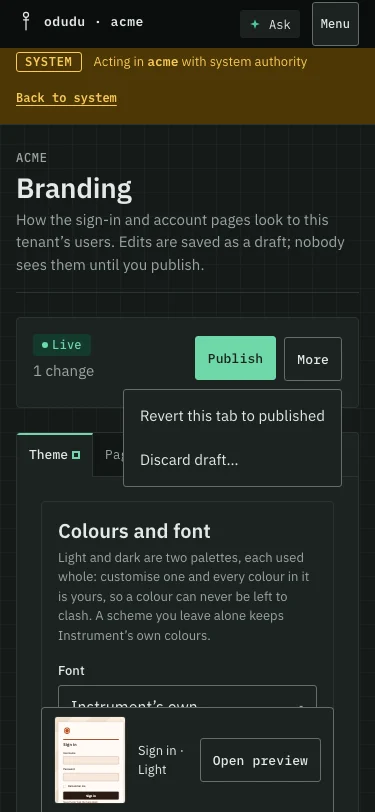 odudu · acme
Ask
Menu
SYSTEM Acting in acme with system authority
Back to system
ACME
Branding
How the sign-in and account pages look to this
tenant's users. Edits are saved as a draft; nobody
sees them until you publish.
Live
1 change
Publish
More
Revert this tab to published
Discard draft…
Theme
Colours and font
Light and dark are two palettes, each used
whole: customise one and every colour in it
is yours, so a colour can never be left to
clash. A scheme you leave alone keeps
Instrument's own colours.
Font
Instrument's own
Sign in
Sign in ·
Light
Open preview